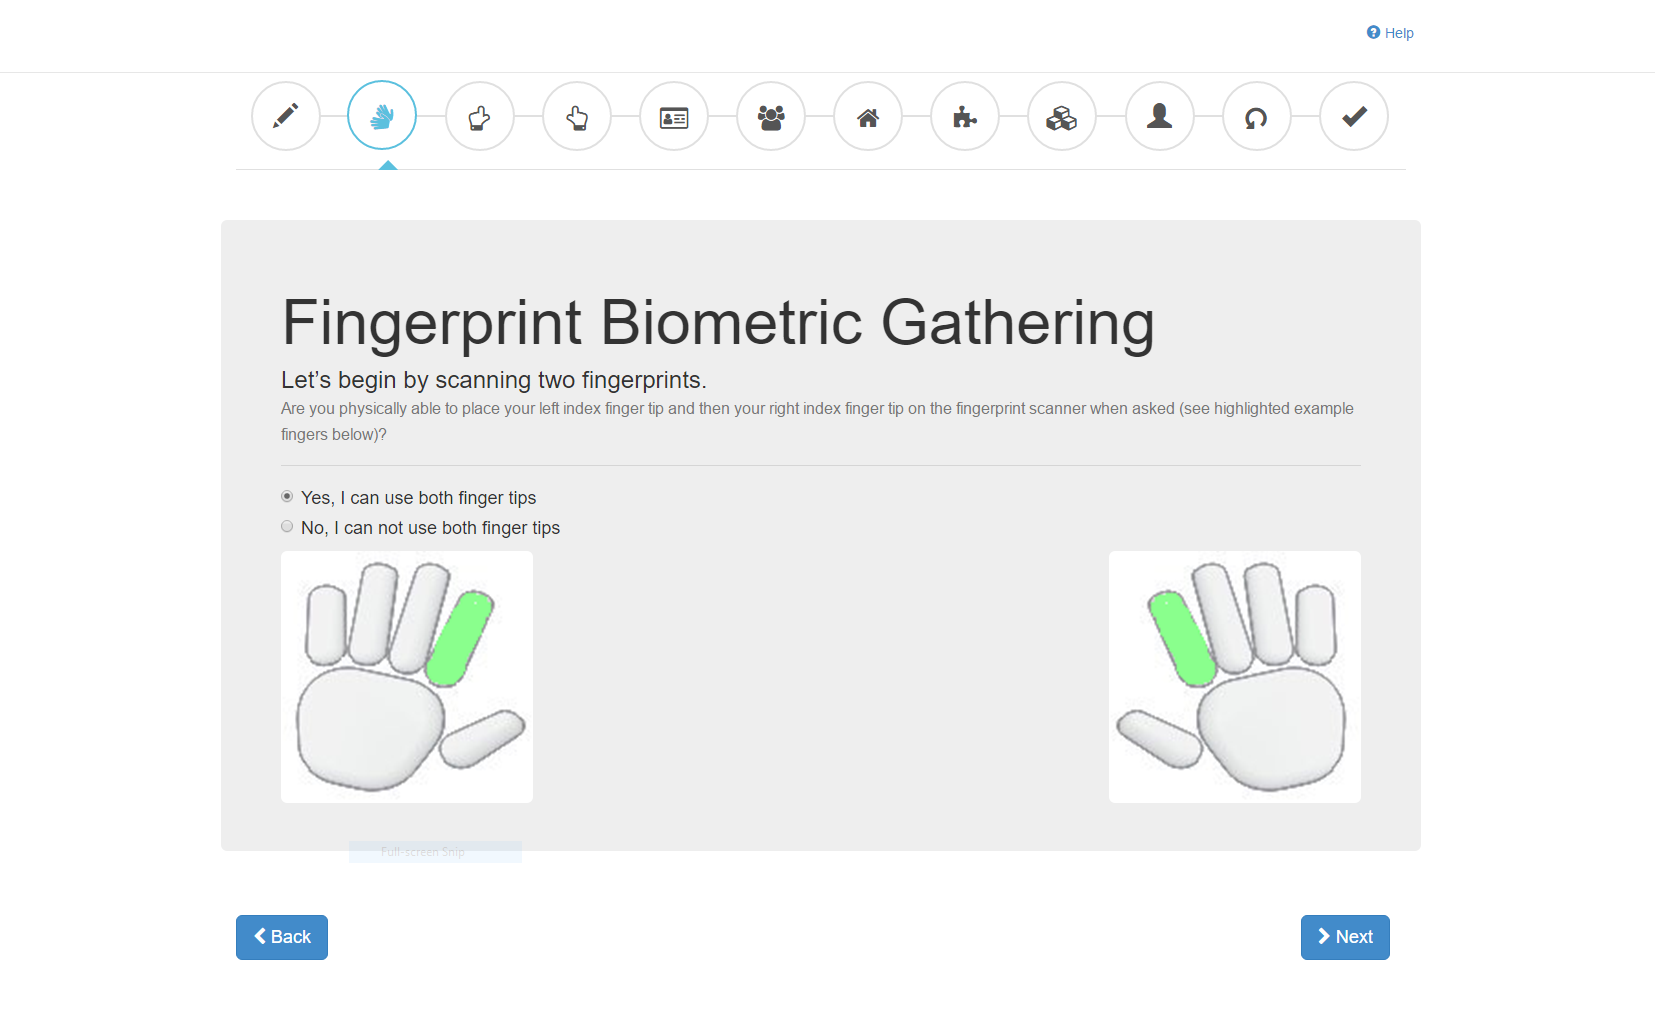 Help
Fingerprint Biometric Gathering
Let’s begin by scanning two fingerprints.
Are you physically able to place your left index finger tip and then your right index finger tip on the fingerprint scanner when asked (see highlighted example
fingers below)?
Yes, I can use both finger tips
No, I can not use both finger tips
Full-screen Snip
Back
Next